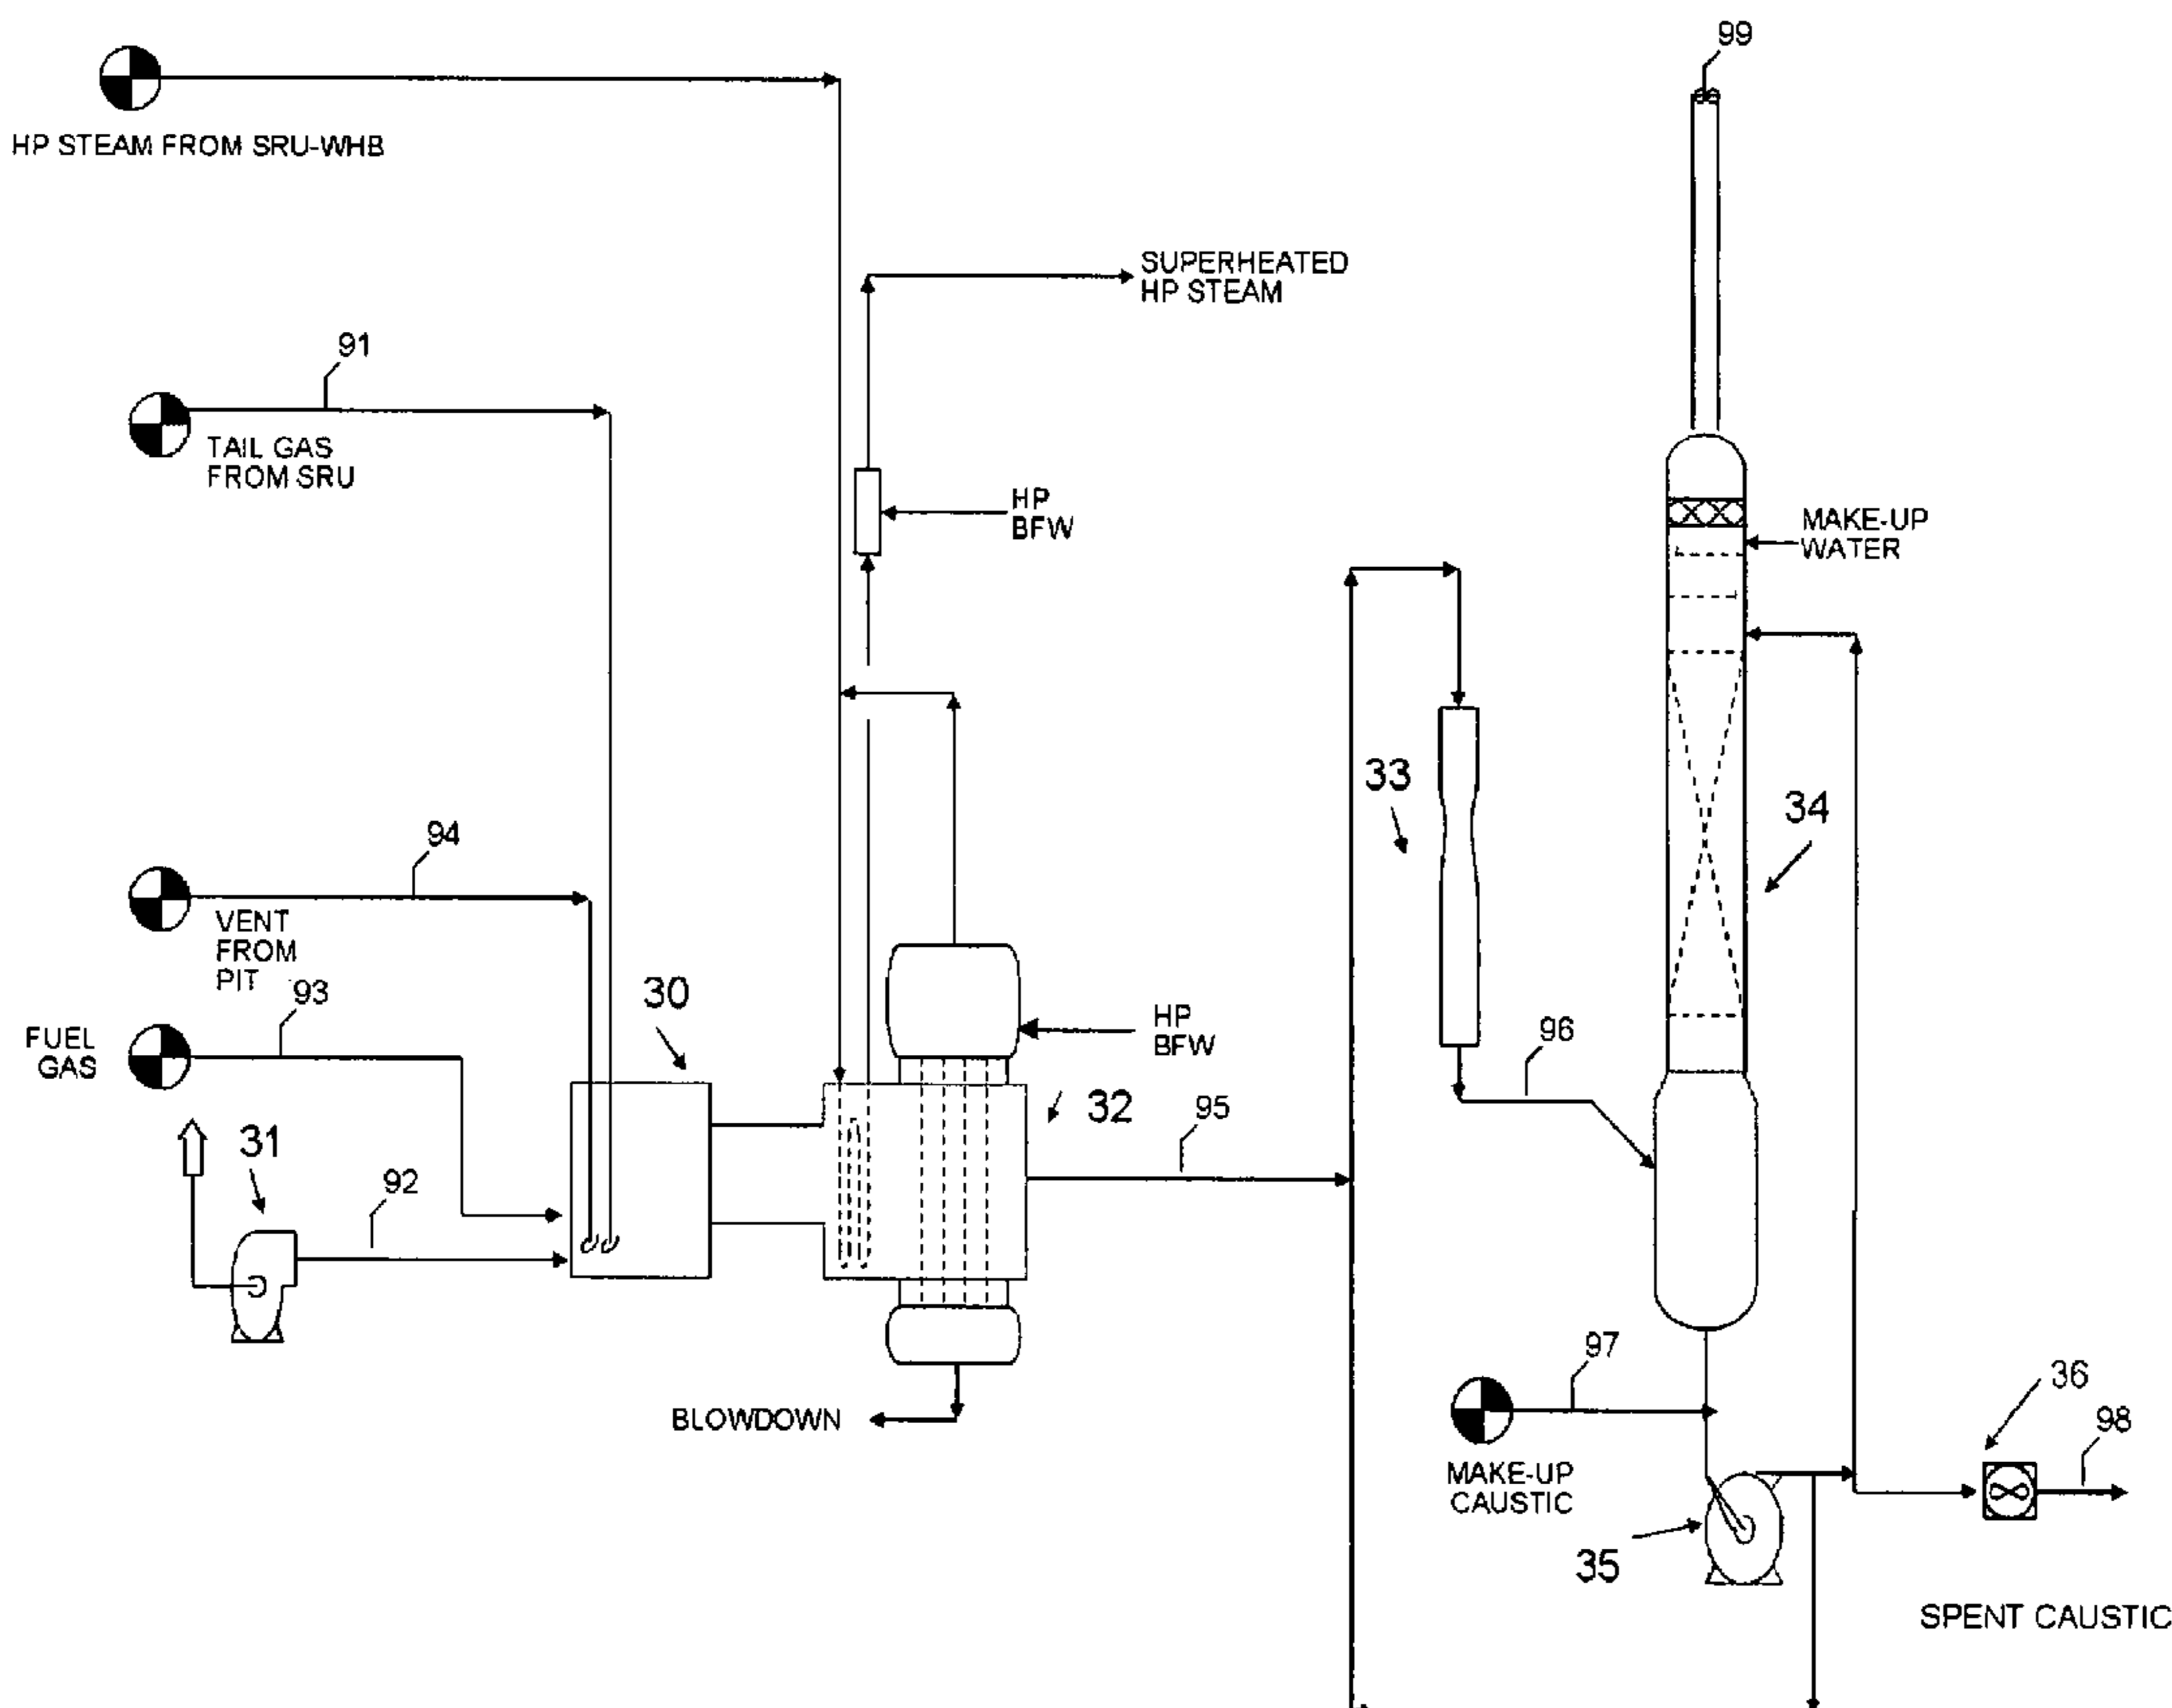 99
HP STEAM FROM SRU-WHB
SUPERHEATED
HP STEAM
91
TAIL GAS
FROM SRU
HP
BFW
MAKE-UP
WATER
33
34
94
VENT
FROM
PIT
93
30
FUEL
GAS
HP
BFW
96
32
95
31
92
97
36
98
BLOWDOWN
MAKE-UP
CAUSTIC
35
SPENT CAUSTIC